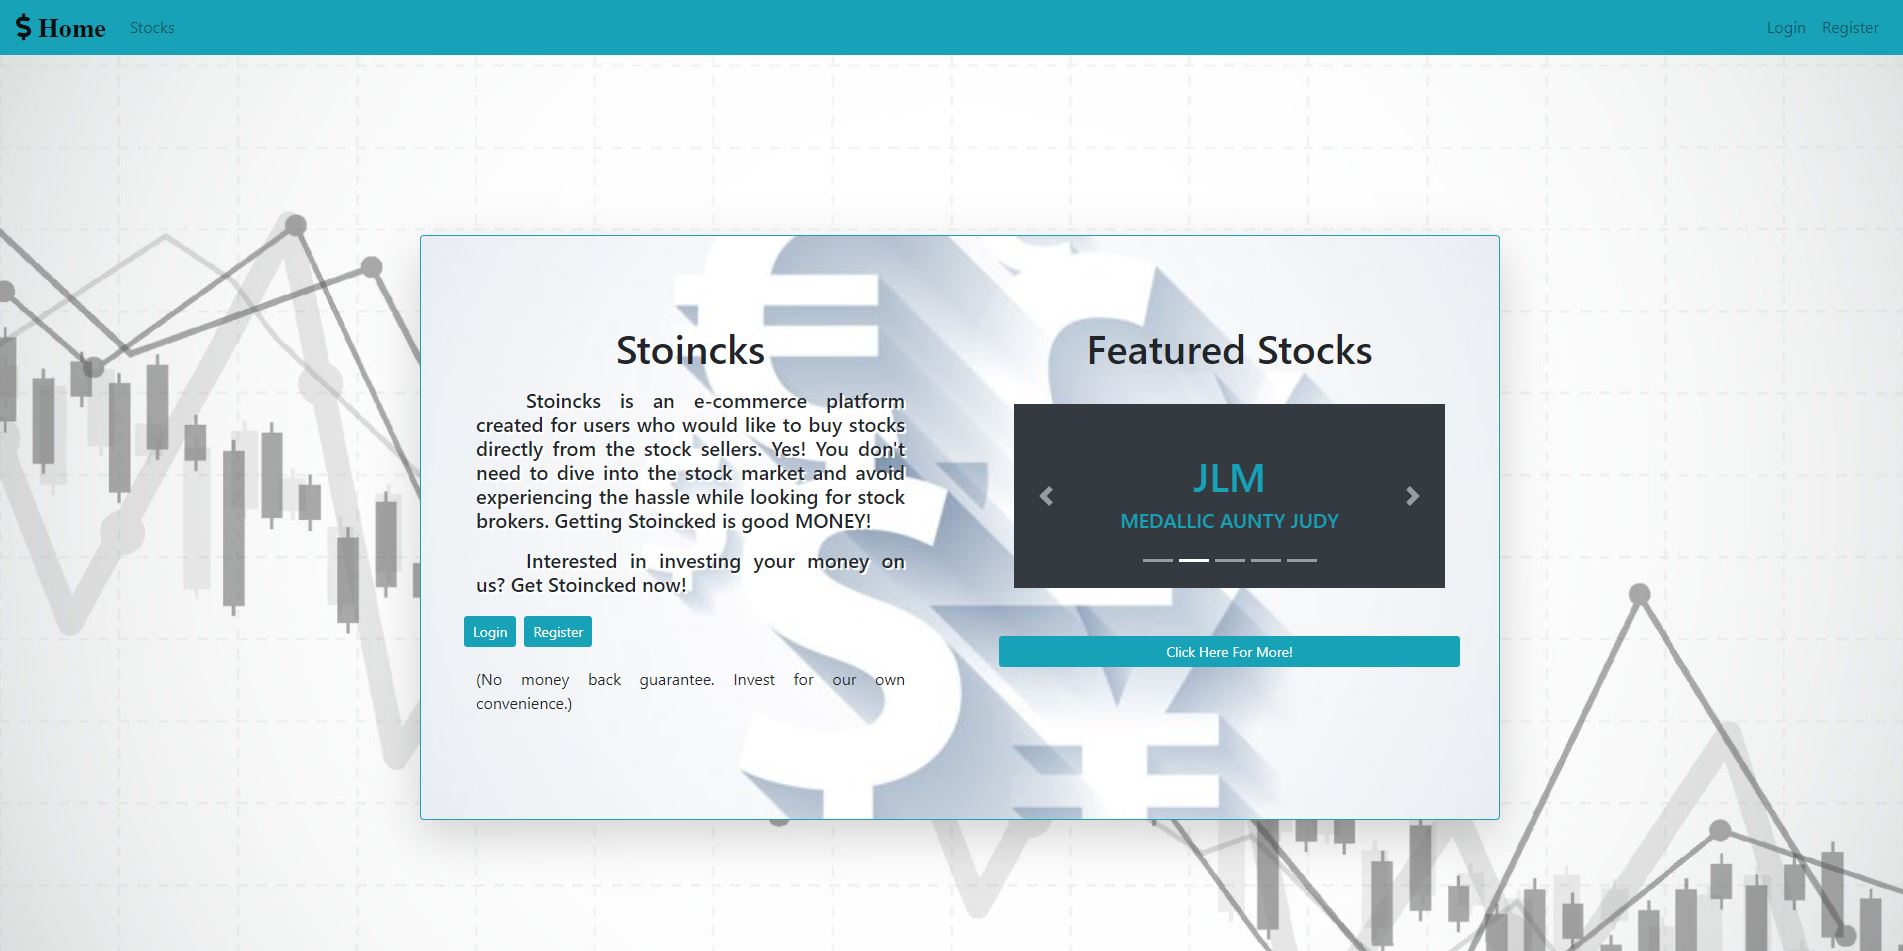 $ Home Stocks Login Register
Stoincks
Stoincks is an e-commerce platform
created for users who would like to buy stocks
directly from the stock sellers. Yes! You don't
need to dive into the stock market and avoid
experiencing the hassle while looking for stock
brokers. Getting Stoincked is good MONEY!
Interested in investing your money on
us? Get Stoincked now!
Login Register
(No money back guarantee. Invest for our own
convenience.)
Featured Stocks
JLM
MEDALLIC AUNTY JUDY
Click Here For More!